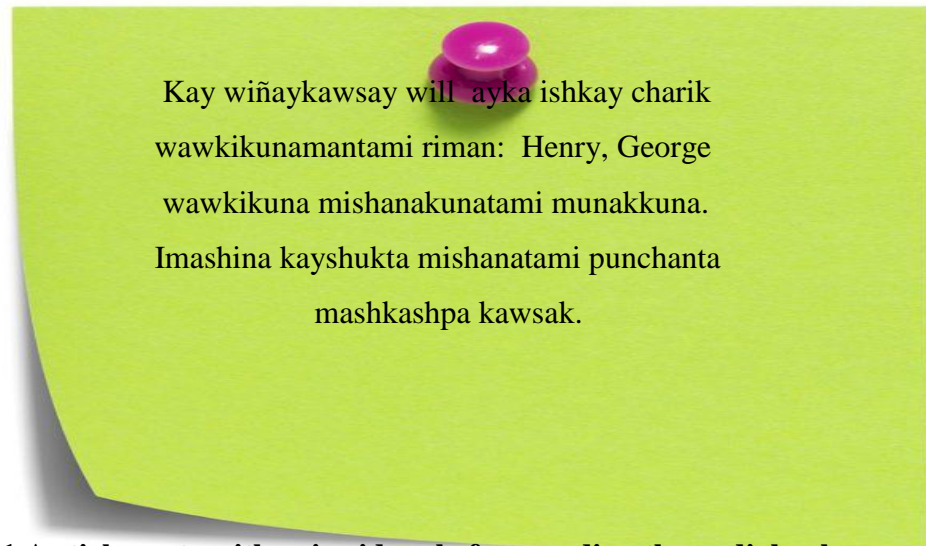 Kay wiñaykawsay will ayka ishkay charik
wawkikunamantami riman: Henry, George
wawkikuna mishanakunatami munakkuna.
Imashina kayshukta mishanatami punchanta
mashkashpa kawsak.